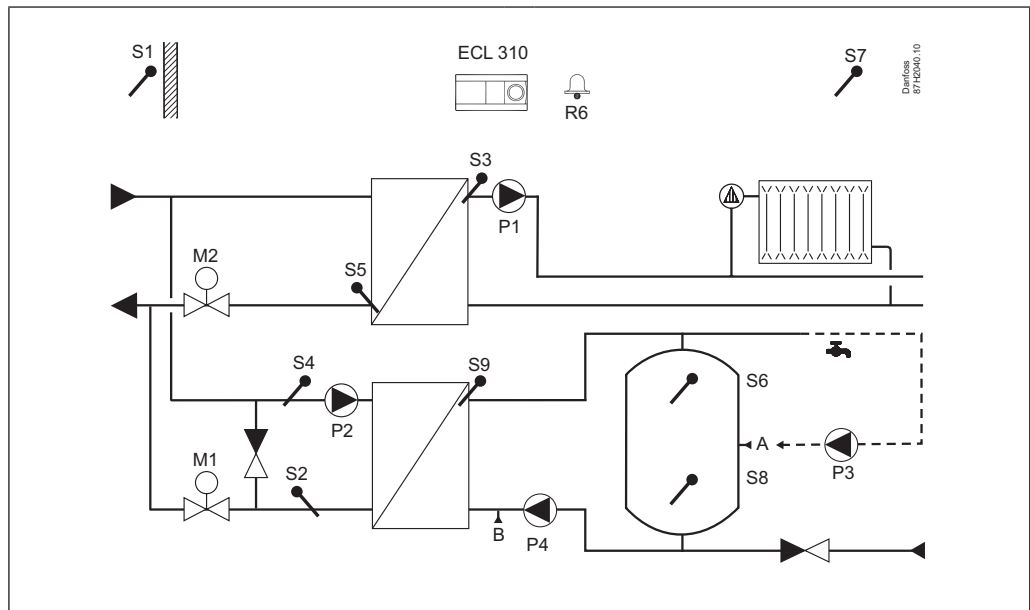 S1
ECL 310
R6
S7
Danfoss
87H2040.10
S3
P1
M2
S5
S4
S9
S6
P2
A
P3
M1
S2
S8
B
P4